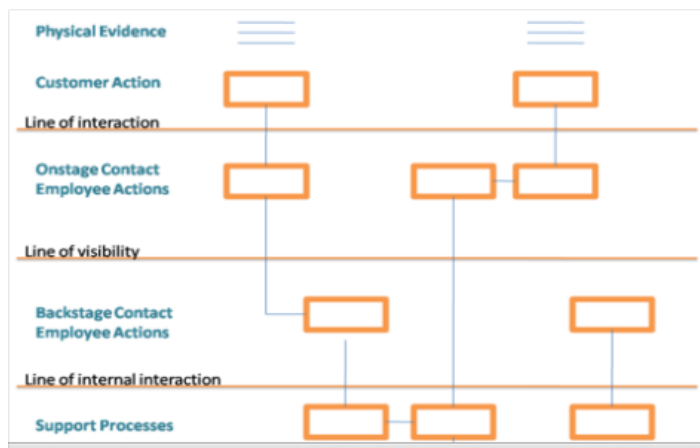 Physical Evidence
Customer Action
Line of interaction
Onstage Contact
Employee Actions
Line of visibility
Backstage Contact
Employee Actions
Line of internal interaction
Support Processes